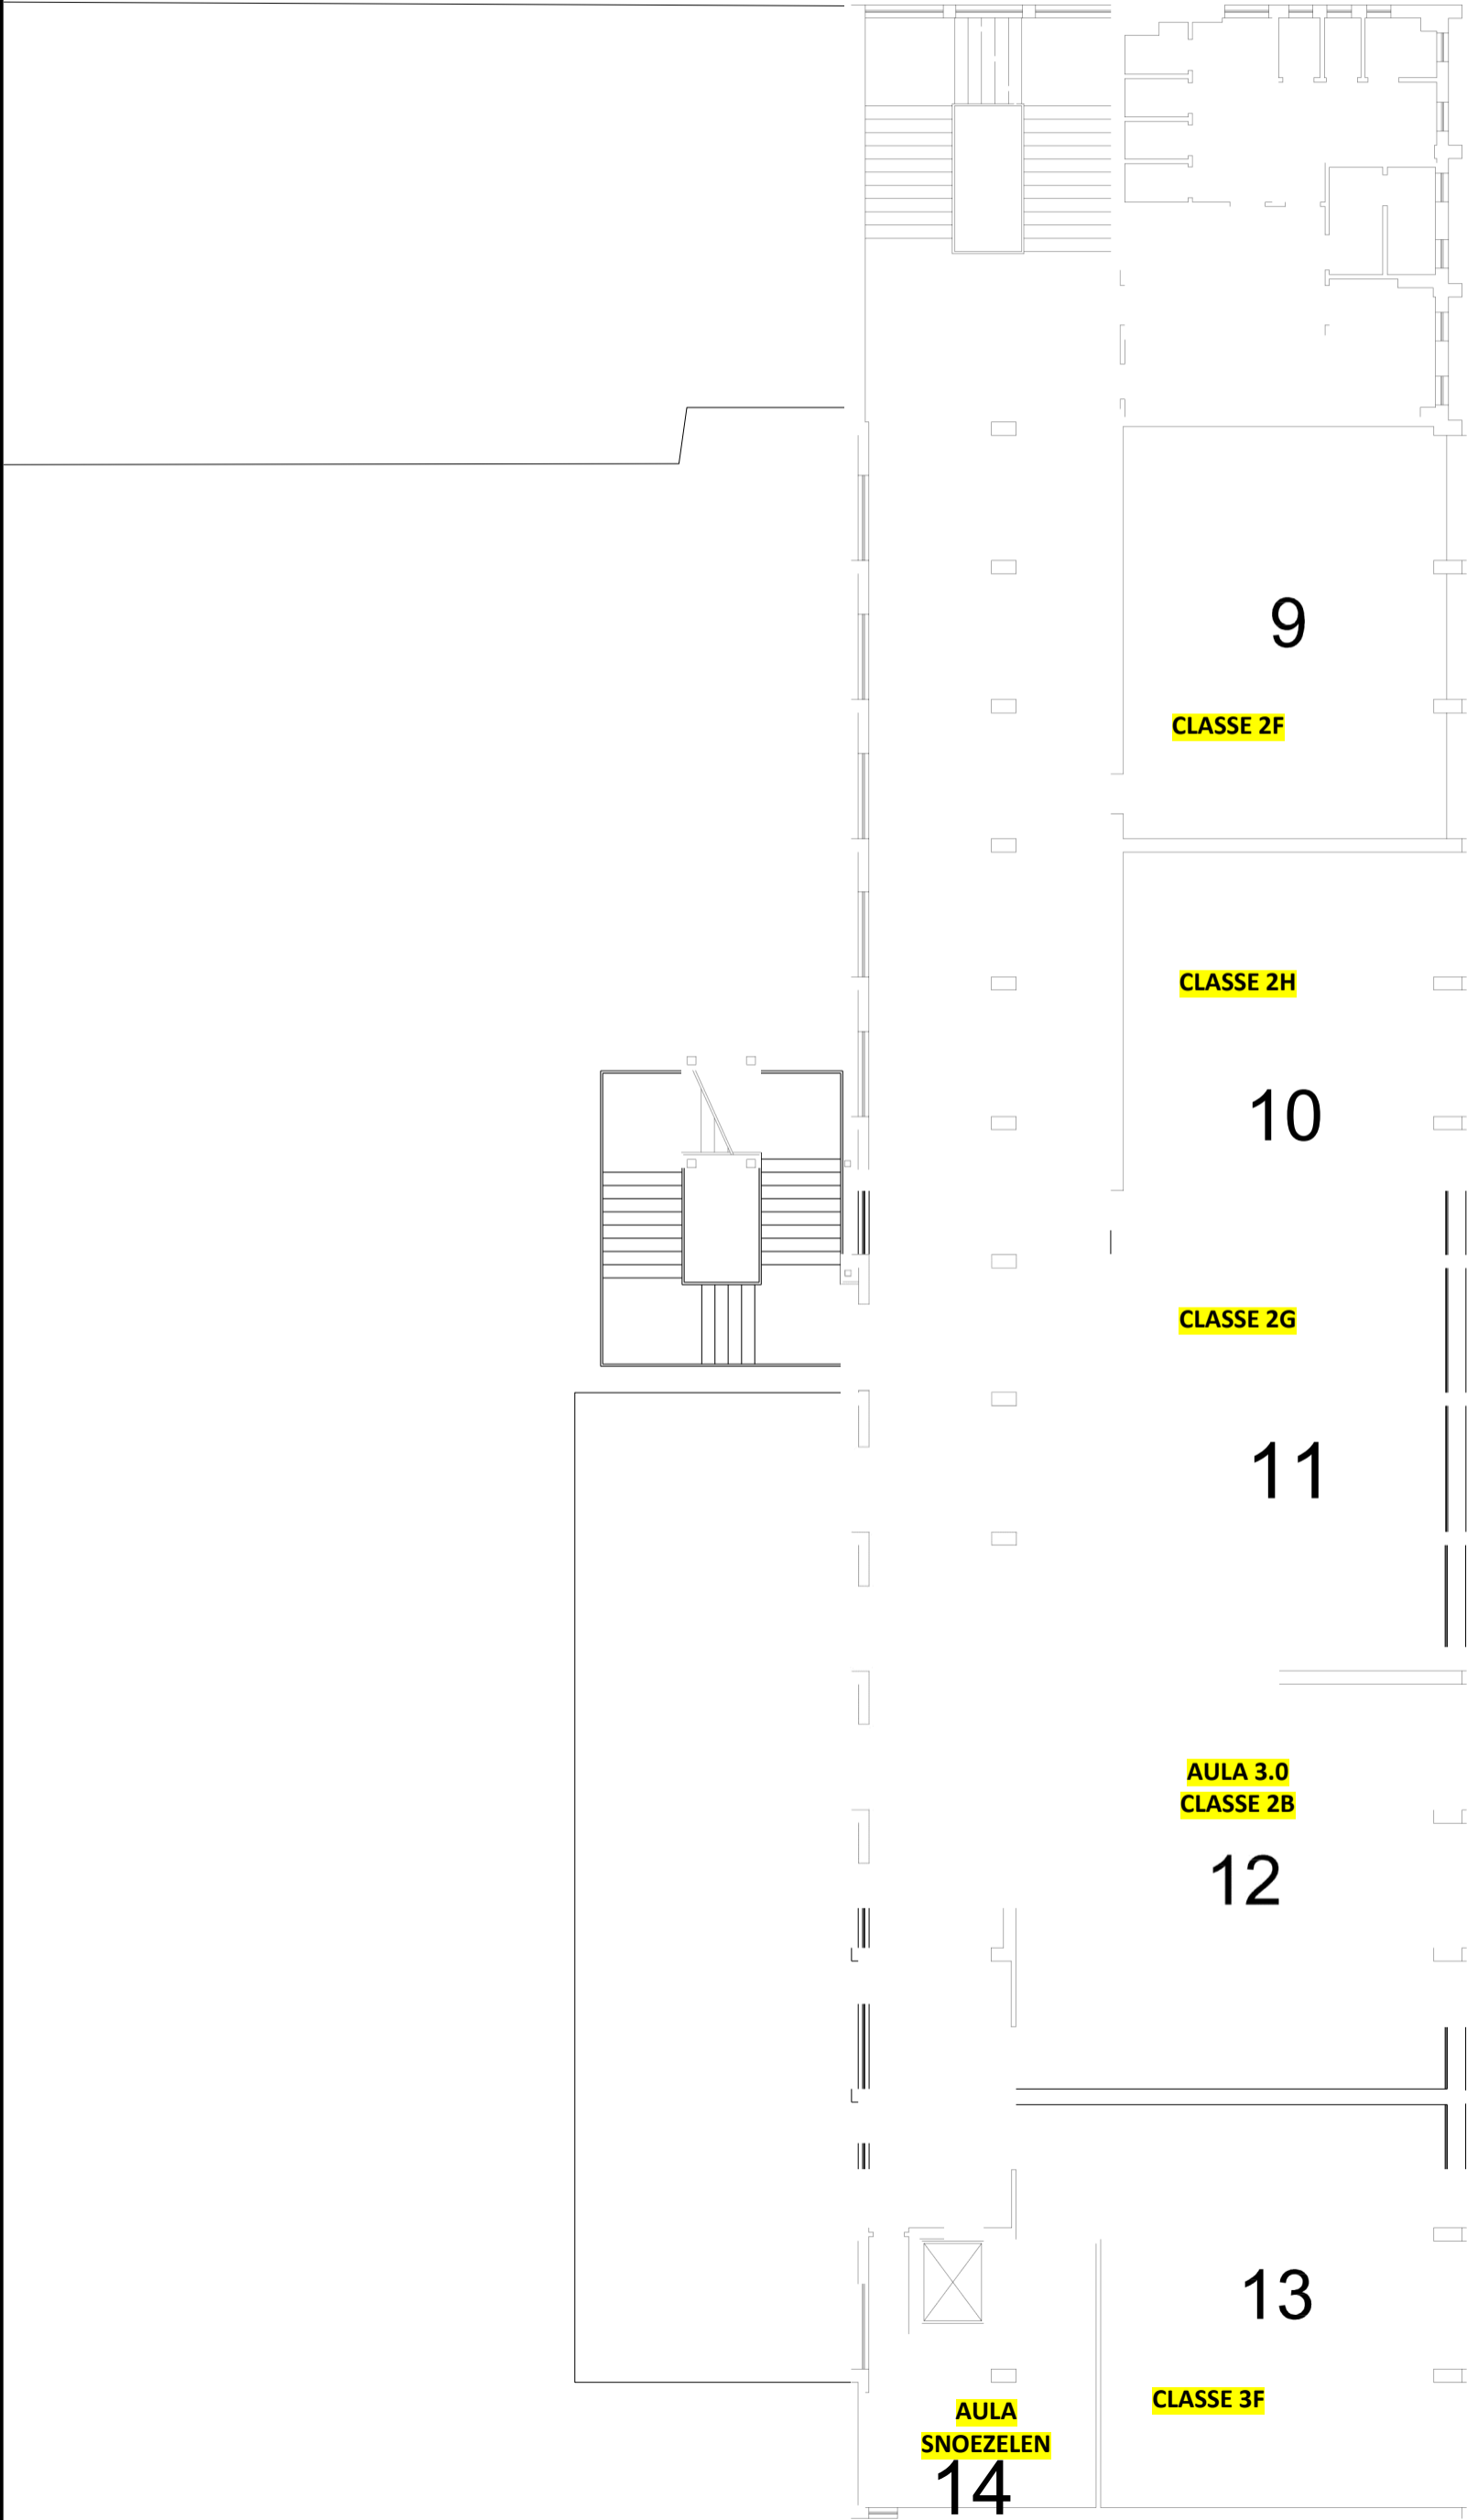 9
CLASSE 2F
CLASSE 2H
10
CLASSE 2G
11
AULA 3.0
CLASSE 2B
12
13
CLASSE 3F
AULA
SNOEZELEN
14